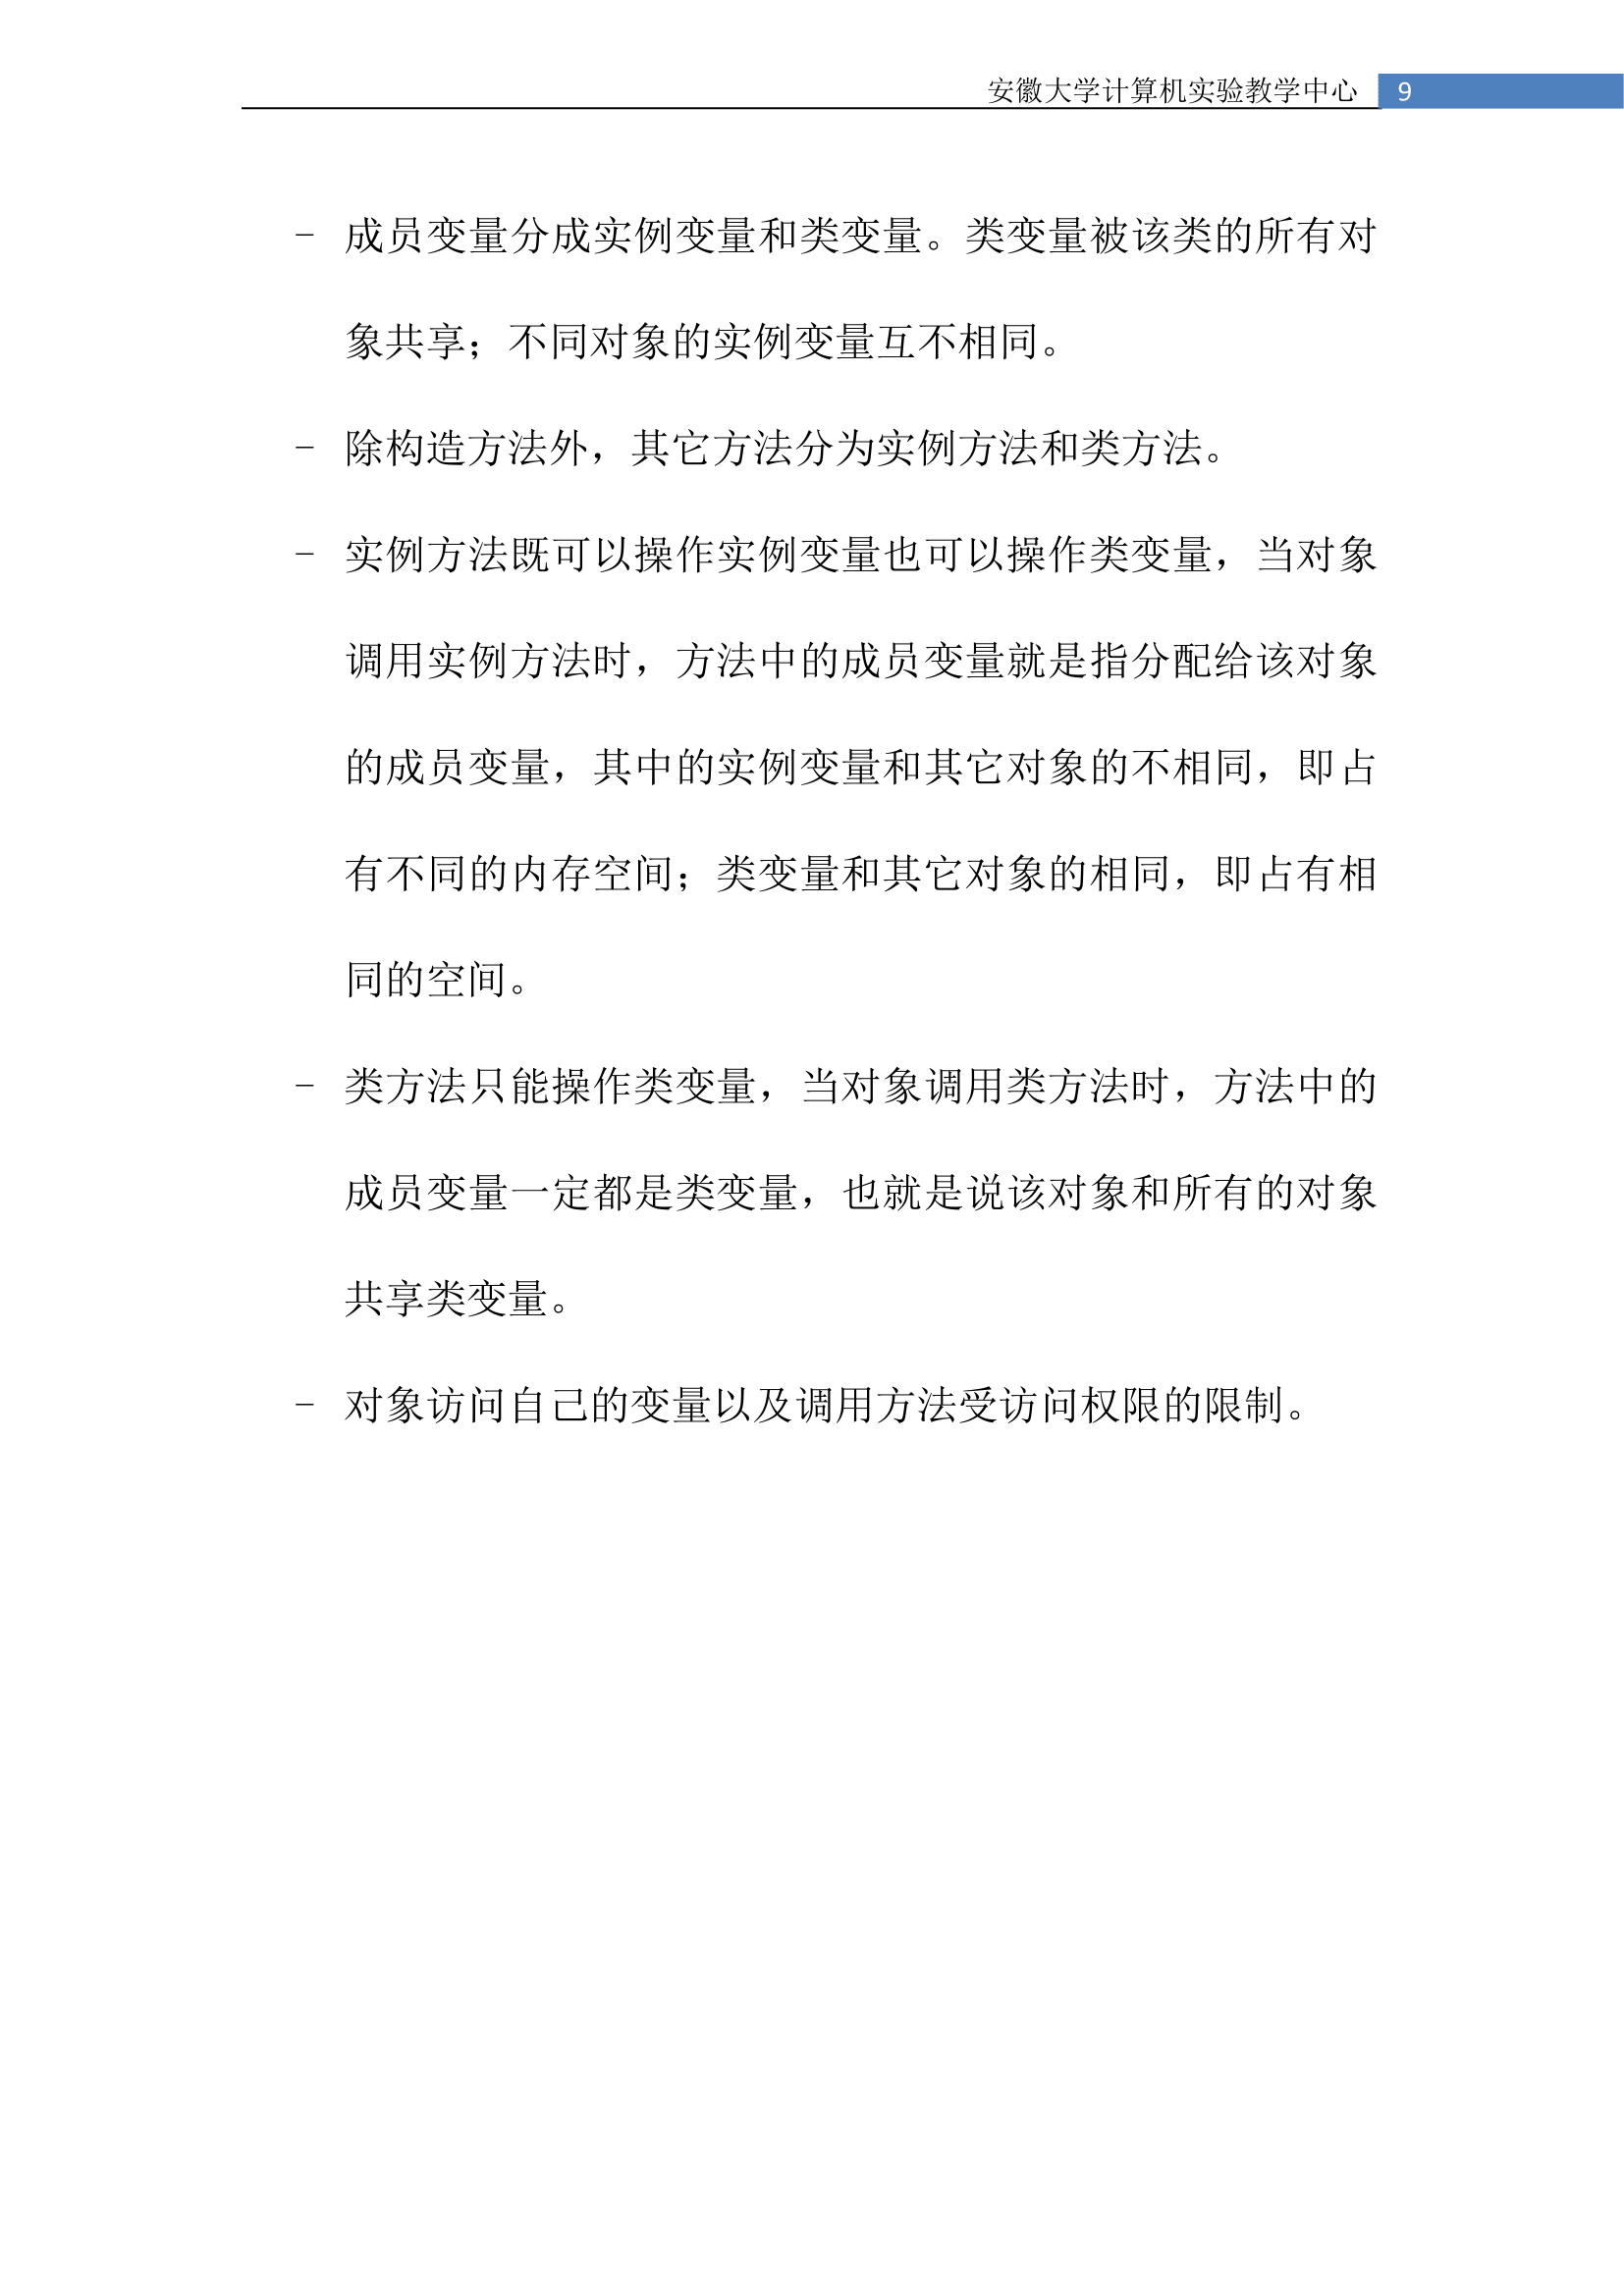 安徽大学计算机实验教学中心 9
- 成员变量分成实例变量和类变量。类变量被该类的所有对
象共享；不同对象的实例变量互不相同。
- 除构造方法外，其它方法分为实例方法和类方法。
- 实例方法既可以操作实例变量也可以操作类变量，当对象
调用实例方法时，方法中的成员变量就是指分配给该对象
的成员变量，其中的实例变量和其它对象的不相同，即占
有不同的内存空间；类变量和其它对象的相同，即占有相
同的空间。
- 类方法只能操作类变量，当对象调用类方法时，方法中的
成员变量一定都是类变量，也就是说该对象和所有的对象
共享类变量。
- 对象访问自己的变量以及调用方法受访问权限的限制。